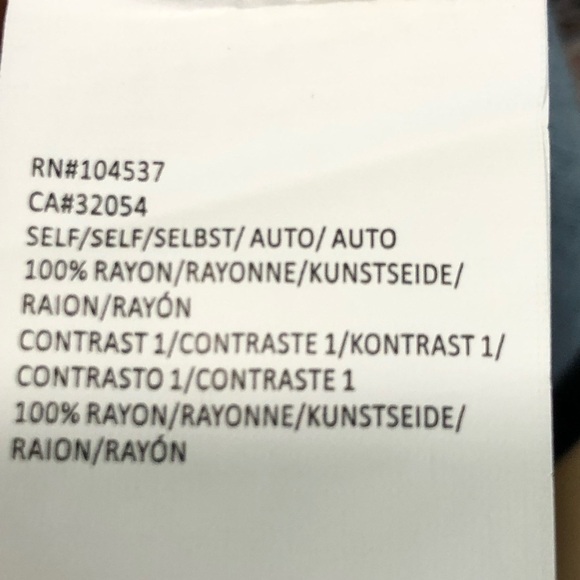 RN#104537
CA#32054
SELF/SELF/SELBST/ AUTO/ AUTO
100% RAYON/RAYONNE/KUNSTSEIDE/
RAION/RAYÓN
CONTRAST 1/CONTRASTE 1/KONTRAST 1/
CONTRASTO 1/CONTRASTE 1
100% RAYON/RAYONNE/KUNSTSEIDE/
RAION/RAYÓN